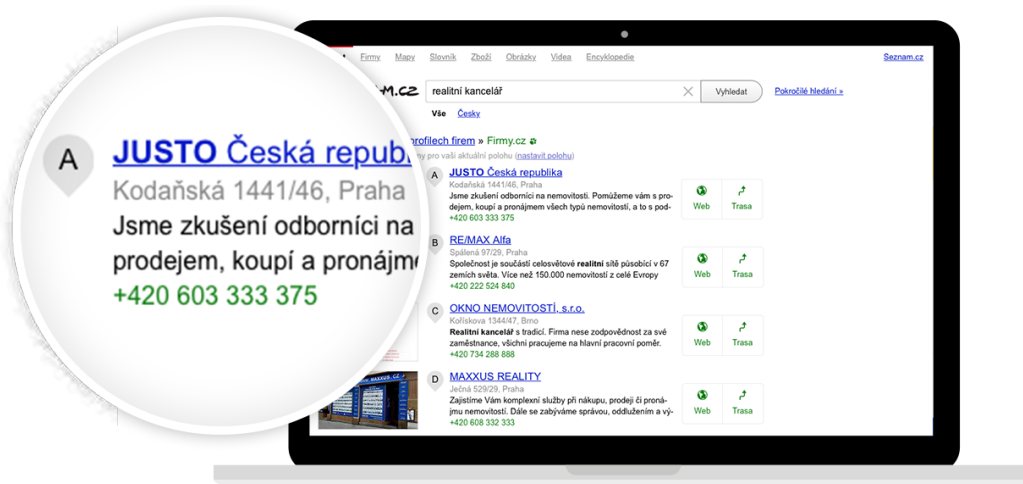 A
JUSTO Česká republ
Kodaňská 1441/46, Praha
Jsme zkušení odborníci na
prodejem, koupí a pronájm
+420 603 333 375
Firmy Mapy Slovník Zboží Obrázky Videa Encyklopedie Seznam.cz
M.CZ realitní kancelář Vyhledat Pokročilé hledání »
Vše Česky
profilech firem » Firmy.cz
pro vaši aktuální polohu (nastavit polohu)
A JUSTO Česká republika
Kodaňská 1441/46, Praha
Jsme zkušení odborníci na nemovitosti. Pomůžeme vám s pro-
dejem, koupí a pronájmem všech typů nemovitostí, a to s pod-
+420 603 333 375
Web Trasa
B RE/MAX Alfa
Spálená 97/29, Praha
Společnost je součástí celosvětové realitní sítě působící v 67
zemích světa. Více než 150.000 nemovitostí z celé Evropy
+420 222 524 840
Web Trasa
C OKNO NEMOVITOSTÍ, s.r.o.
Kořískova 1344/47, Brno
Realitní kancelář s tradicí. Firma nese zodpovědnost za své
zaměstnance, všichni pracujeme na hlavní pracovní poměr.
+420 734 288 888
Web Trasa
MAXXUS.CZ
D MAXXUS REALITY
Ječná 529/29, Praha
Zajistíme Vám komplexní služby při nákupu, prodeji či proná-
jmu nemovitostí. Dále se zabýváme správou, oddlužením a vý-
+420 608 332 333
Web Trasa